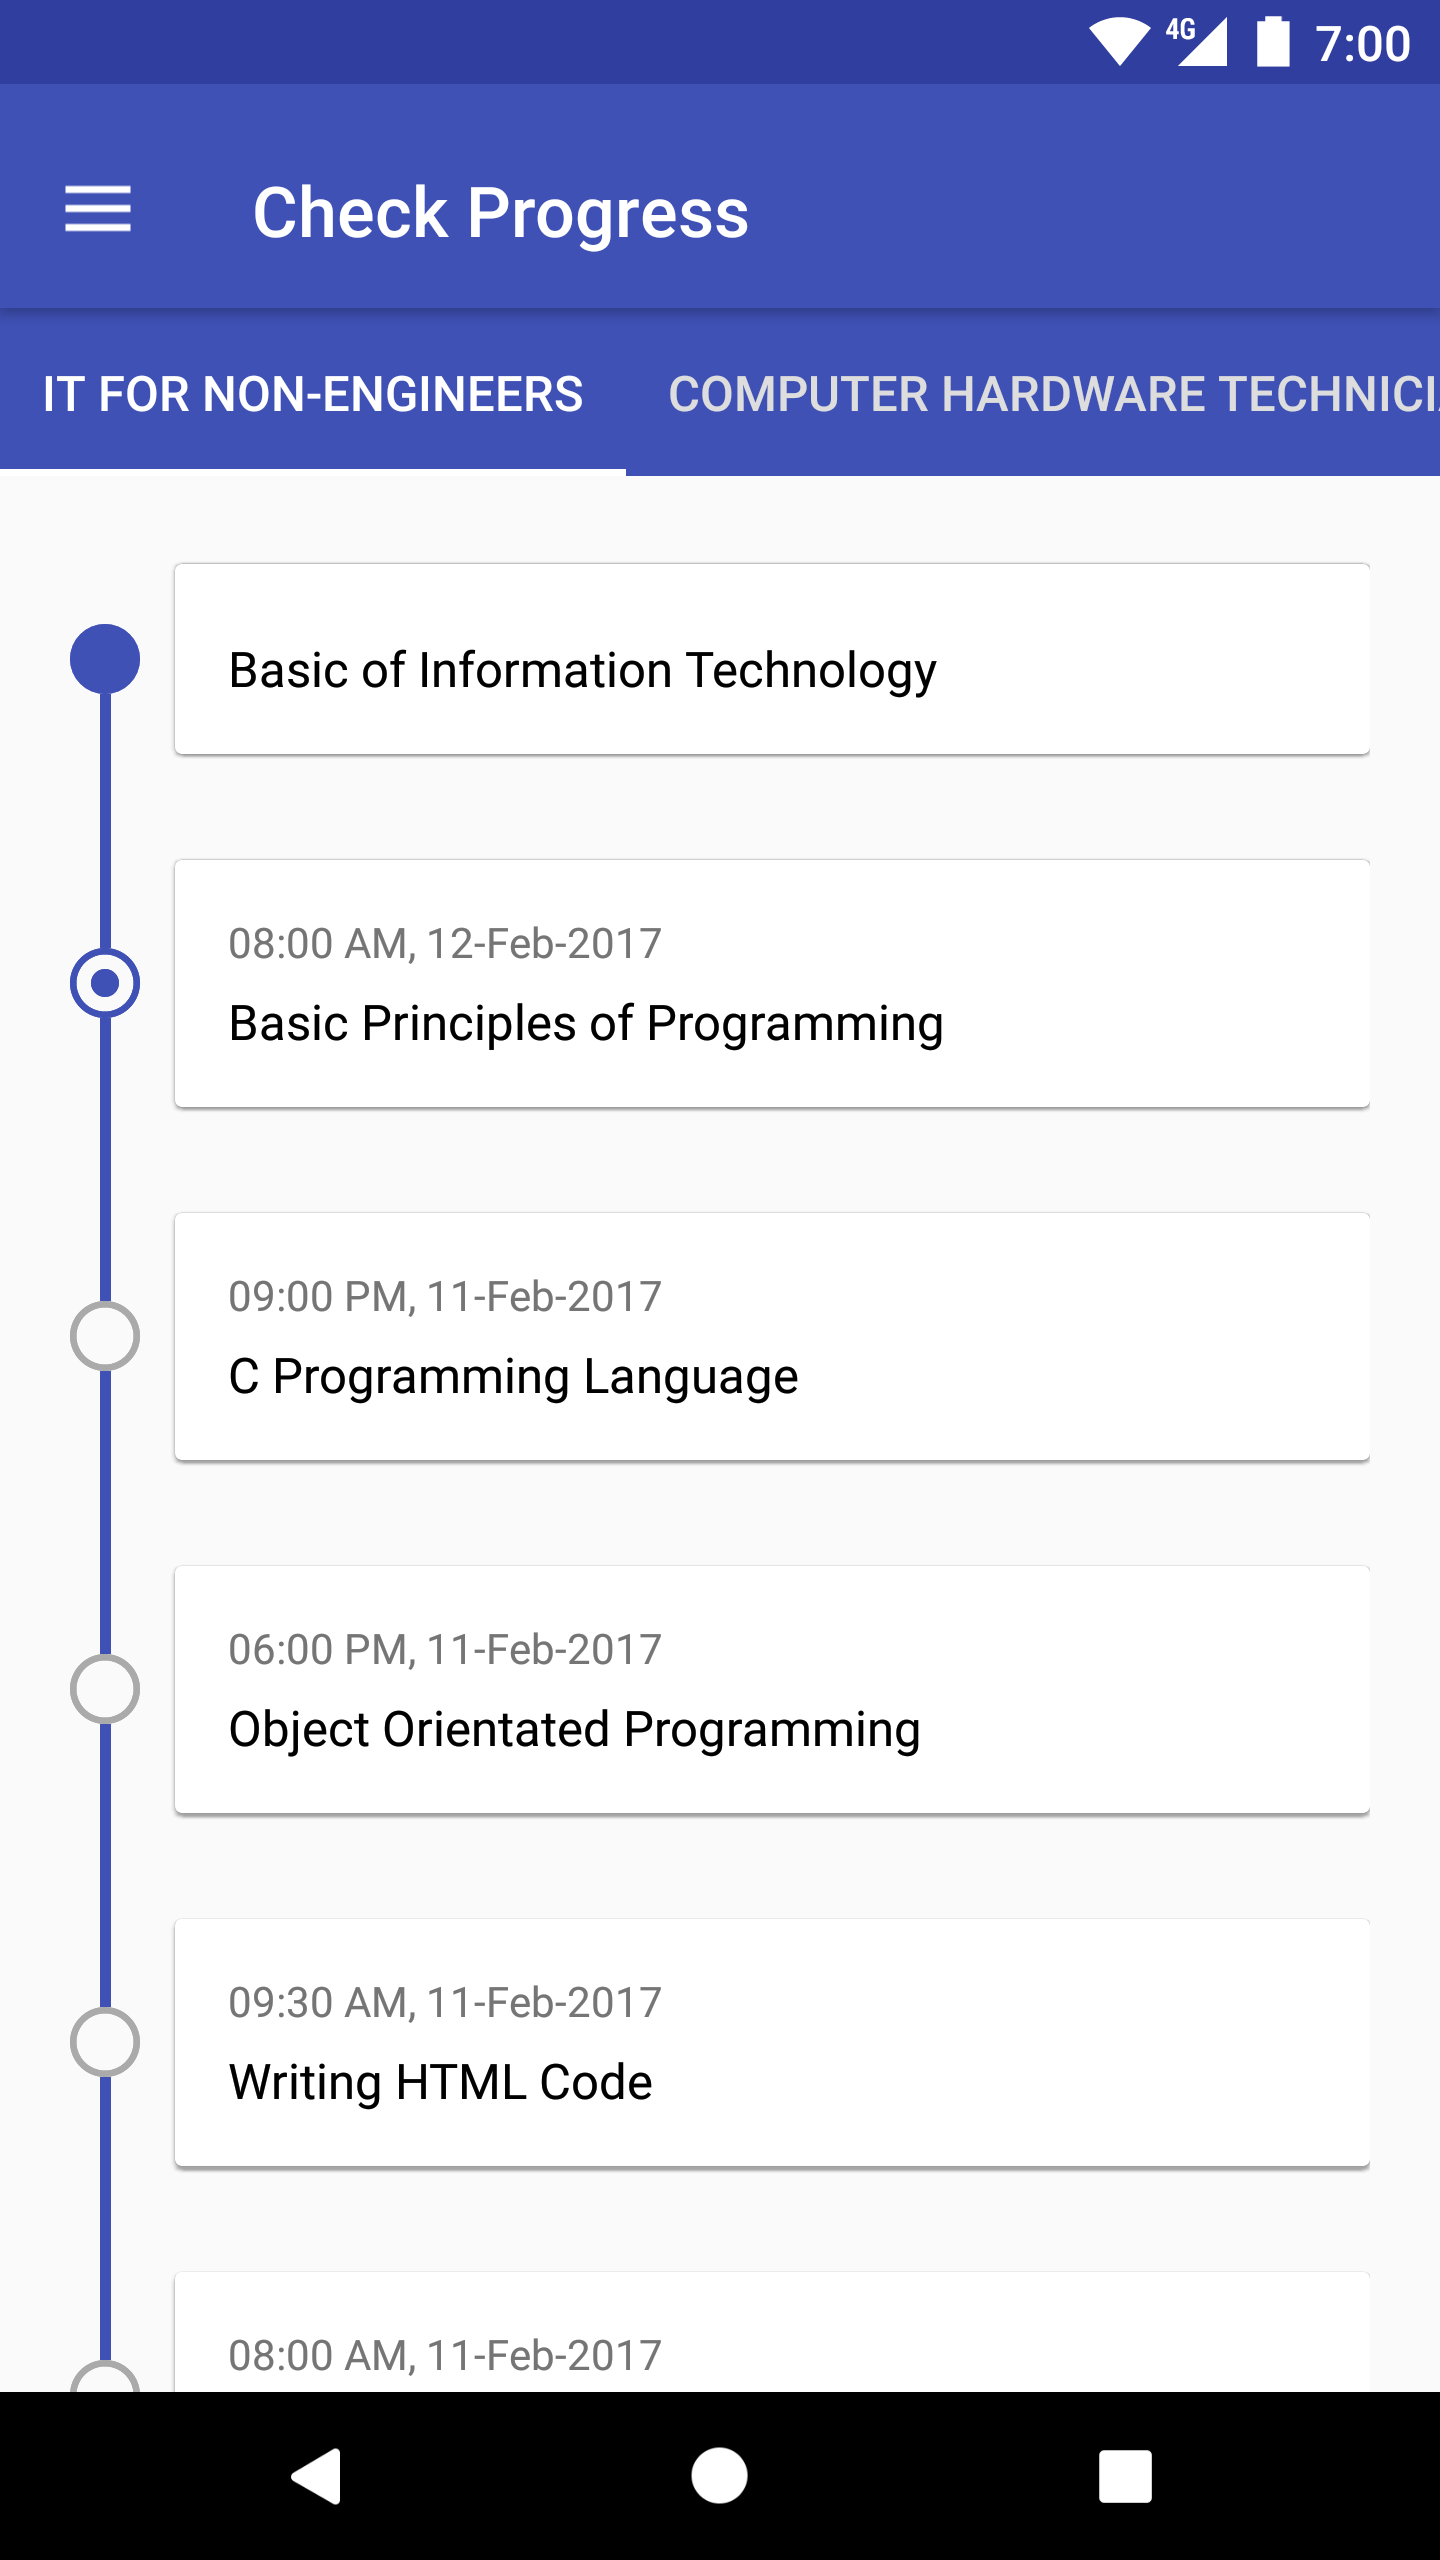 4G 7:00
Check Progress
IT FOR NON-ENGINEERS COMPUTER HARDWARE
Basic of Information Technology
08:00 AM, 12-Feb-2017
Basic Principles of Programming
09:00 PM, 11-Feb-2017
C Programming Language
06:00 PM, 11-Feb-2017
Object Orientated Programming
09:30 AM, 11-Feb-2017
Writing HTML Code
08:00 AM, 11-Feb-2017